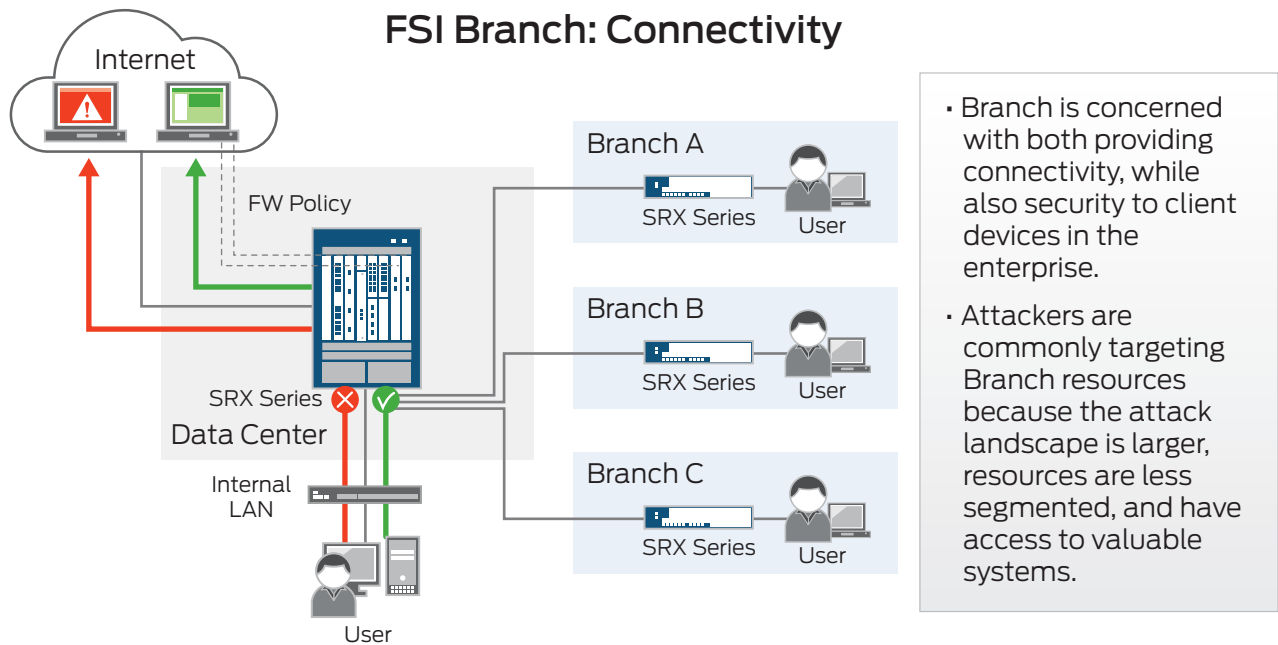 FSI Branch: Connectivity
Internet
FW Policy
SRX Series
Data Center
Internal
LAN
User
Branch A
SRX Series
User
Branch B
SRX Series
User
Branch C
SRX Series
User
· Branch is concerned
with both providing
connectivity, while
also security to client
devices in the
enterprise.
· Attackers are
commonly targeting
Branch resources
because the attack
landscape is larger,
resources are less
segmented, and have
access to valuable
systems.